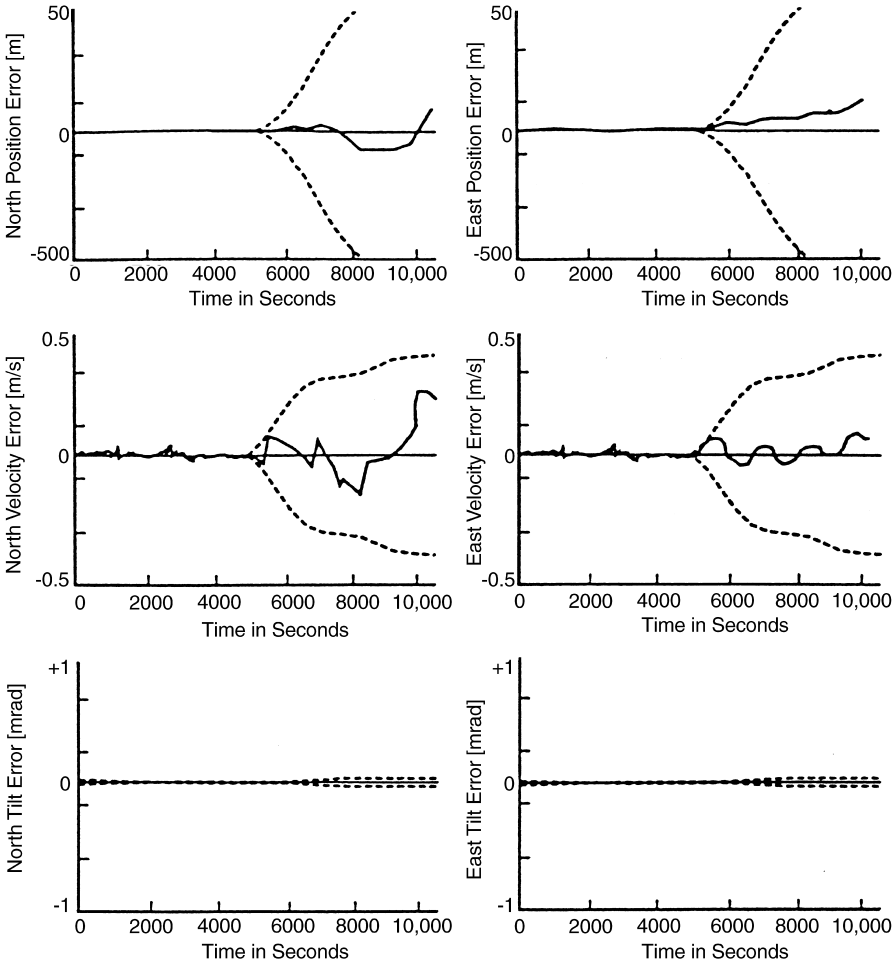 50
North Position Error [m]
0
-500
0 2000 4000 6000 8000 10,000
Time in Seconds
50
East Position Error [m]
0
-500
0 2000 4000 6000 8000 10,000
Time in Seconds
0.5
North Velocity Error [m/s]
0
-0.5
0 2000 4000 6000 8000 10,000
Time in Seconds
0.5
East Velocity Error [m/s]
0
-0.5
0 2000 4000 6000 8000 10,000
Time in Seconds
+1
North Tilt Error [mrad]
0
-1
0 2000 4000 6000 8000 10,000
Time in Seconds
+1
East Tilt Error [mrad]
0
-1
0 2000 4000 6000 8000 10,000
Time in Seconds